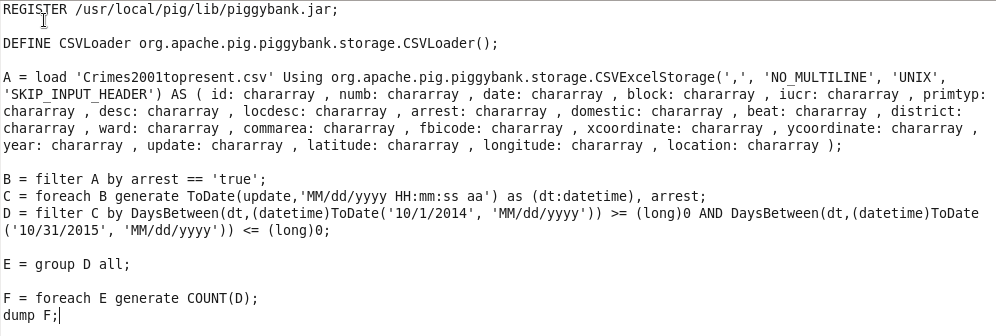 REGISTER /usr/local/pig/lib/piggybank.jar;
DEFINE CSVLoader org.apache.pig.piggybank.storage.CSVLoader();
A = load 'Crimes2001topresent.csv' Using org.apache.pig.piggybank.storage.CSVExcelStorage(',', 'NO_MULTILINE', 'UNIX',
'SKIP_INPUT_HEADER') AS ( id: chararray , numb: chararray , date: chararray , block: chararray , iucr: chararray , primtyp:
chararray , desc: chararray , locdesc: chararray , arrest: chararray , domestic: chararray , beat: chararray , district:
chararray , ward: chararray , commarea: chararray , fbicode: chararray , xcoordinate: chararray , ycoordinate: chararray ,
year: chararray , update: chararray , latitude: chararray , longitude: chararray , location: chararray );
B = filter A by arrest == 'true';
C = foreach B generate ToDate(update,'MM/dd/yyyy HH:mm:ss aa') as (dt:datetime), arrest;
D = filter C by DaysBetween(dt,(datetime)ToDate('10/1/2014', 'MM/dd/yyyy')) >= (long)0 AND DaysBetween(dt,(datetime)ToDate
('10/31/2015', 'MM/dd/yyyy')) <= (long)0;
E = group D all;
F = foreach E generate COUNT(D);
dump F;